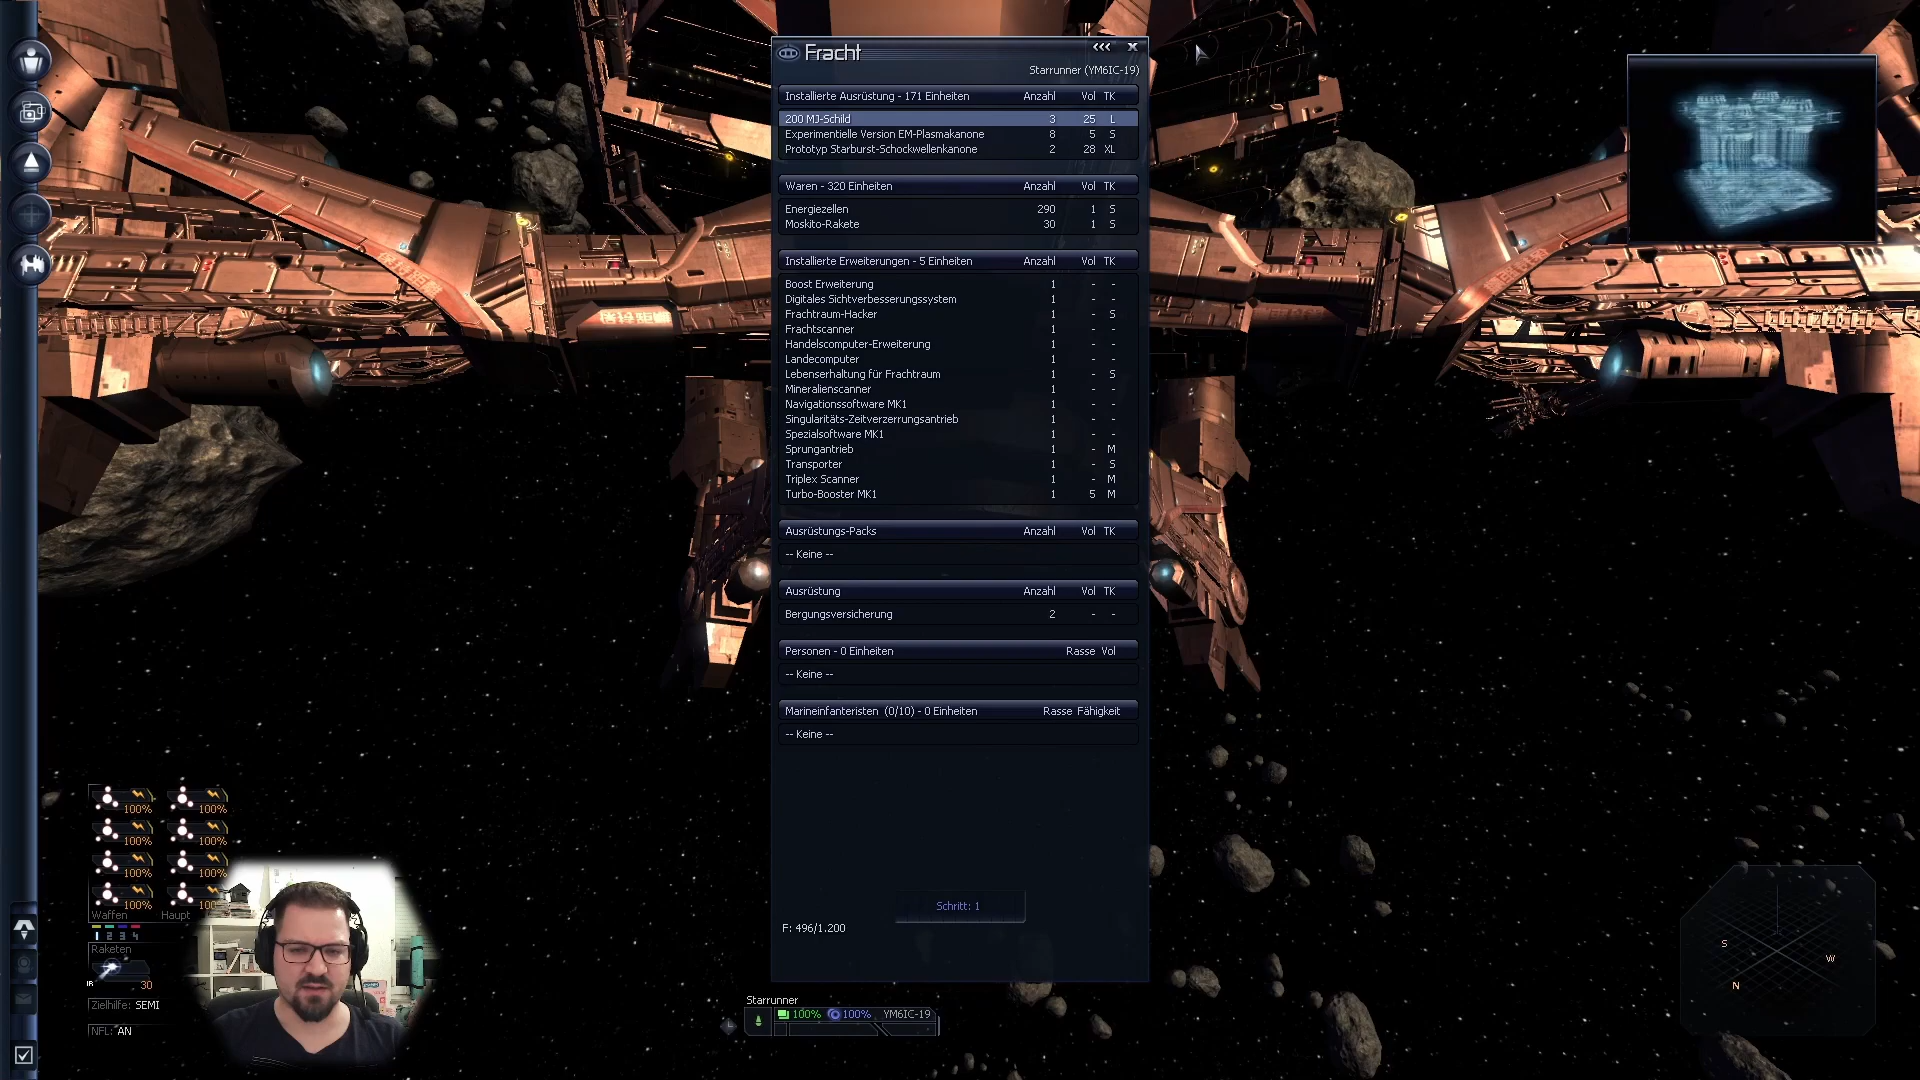 Fracht
Starrunner (YM6IC-19)
Installierte Ausrüstung - 171 Einheiten Anzahl Vol TK
200 MJ-Schild 3 25 L
Experimentielle Version EM-Plasmakanone 8 5 S
Prototyp Starburst-Schockwellenkanone 2 28 XL
Waren - 320 Einheiten Anzahl Vol TK
Energiezellen 290 1 S
Moskito-Rakete 30 1 S
Installierte Erweiterungen - 5 Einheiten Anzahl Vol TK
Boost Erweiterung 1 - -
Digitales Sichtverbesserungssystem 1 - -
Frachtraum-Hacker 1 - S
Frachtscanner 1 - -
Handelscomputer-Erweiterung 1 - -
Landecomputer 1 - -
Lebenserhaltung für Frachtraum 1 - S
Mineralienscanner 1 - -
Navigationssoftware MK1 1 - -
Singularitäts-Zeitverzerrungsantrieb 1 - -
Spezialsoftware MK1 1 - -
Sprungantrieb 1 - M
Transporter 1 - S
Triplex Scanner 1 - M
Turbo-Booster MK1 1 5 M
Ausrüstungs-Packs Anzahl Vol TK
-- Keine --
Ausrüstung Anzahl Vol TK
Bergungsversicherung 2 - -
Personen - 0 Einheiten Rasse Vol
-- Keine --
Marineinfanteristen (0/10) - 0 Einheiten Rasse Fähigkeit
-- Keine --
Schritt: 1
F: 496/1.200
100% 100%
100% 100%
100% 100%
100% 100
Waffen Haupt
1 2 3 4
Raketen
30
Zielhilfe: SEMI
NFL: AN
Starrunner
100% 100% YM6IC-19
S W
N